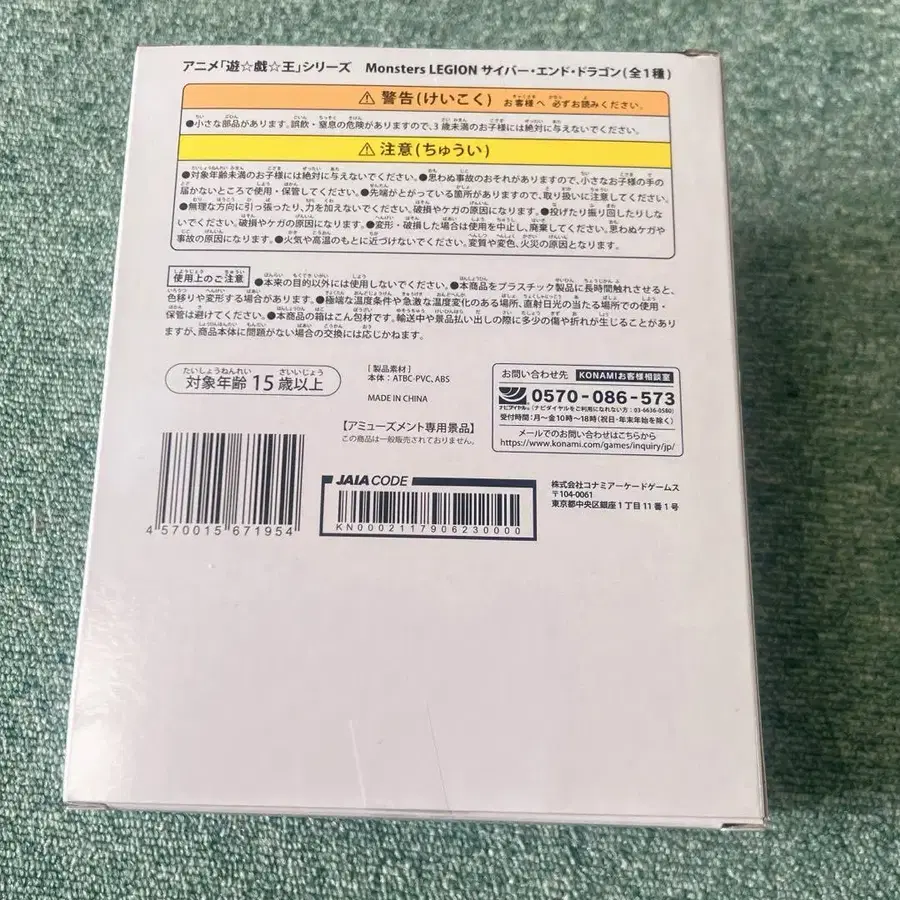 アニメ「遊☆戯☆王」シリーズ Monsters LEGION サイバー・エンド・ドラゴン(全1種)
⚠ 警告(けいこく) お客様へ 必ずお読みください。
●小さな部品があります。誤飲・窒息の危険がありますので、3歳未満のお子様には絶対に与えないでください。
⚠ 注意(ちゅうい)
●対象年齢未満のお子様には絶対に与えないでください。●思わぬ事故のおそれがありますので、小さなお子様の手の
届かないところで使用・保管してください。●先端がとがっている箇所がありますので、取り扱いに注意してください。
●無理な方向に引っ張ったり、力を加えないでください。破損やケガの原因になります。●投げたり振り回したりしな
いでください。破損やケガの原因になります。●変形・破損した場合は使用を中止し、廃棄してください。思わぬケガや
事故の原因になります。●火気や高温のもとに近づけないでください。変質や変色、火災の原因となります。
使用上のご注意 ●本来の目的以外には使用しないでください。●本商品をプラスチック製品に長時間触れさせると、
色移りや変形する場合があります。●極端な温度条件や急激な温度変化のある場所、直射日光の当たる場所での使用・
保管は避けてください。●本商品の箱はこん包材です。輸送中や景品払い出しの際に多少の傷や折れが生じることがあり
ますが、商品本体に問題がない場合の交換には応じかねます。
たいしょうねんれい さいいじょう
対象年齢 15歳以上
[製品素材]
本体:ATBC-PVC, ABS
MADE IN CHINA
【アミューズメント専用景品】
この商品は一般販売されておりません。
お問い合わせ先 KONAMIお客様相談室
ナビダイヤル。 0570-086-573
(ナビダイヤルをご利用になれない方:03-6636-0580)
受付時間:月~金10時~18時(祝日・年末年始を除く)
メールでのお問い合わせはこちらから
https://www.konami.com/games/inquiry/jp/
4 570015 671954
JAIA CODE
KN0002117906230000
株式会社コナミアーケードゲームス
〒104-0061
東京都中央区銀座1丁目11番1号